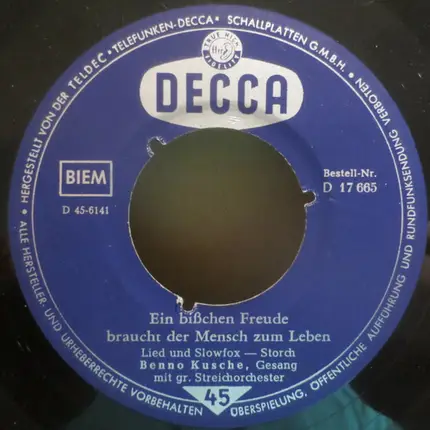 HERGESTELLT VON DER TELDEC • »TELEFUNKEN-DECCA« SCHALLPLATTEN G.M.B.H. •
DECCA
BIEM
D 45-6141
Bestell-Nr.
D 17 665
Ein bißchen Freude
braucht der Mensch zum Leben
Lied und Slowfox — Storch
Benno Kusche, Gesang
mit gr. Streichorchester
45
ALLE HERSTELLER- UND URHEBERRECHTE VORBEHALTEN
ÜBERSPIELUNG, ÖFFENTLICHE AUFFÜHRUNG UND RUNDFUNKSENDUNG VERBOTEN